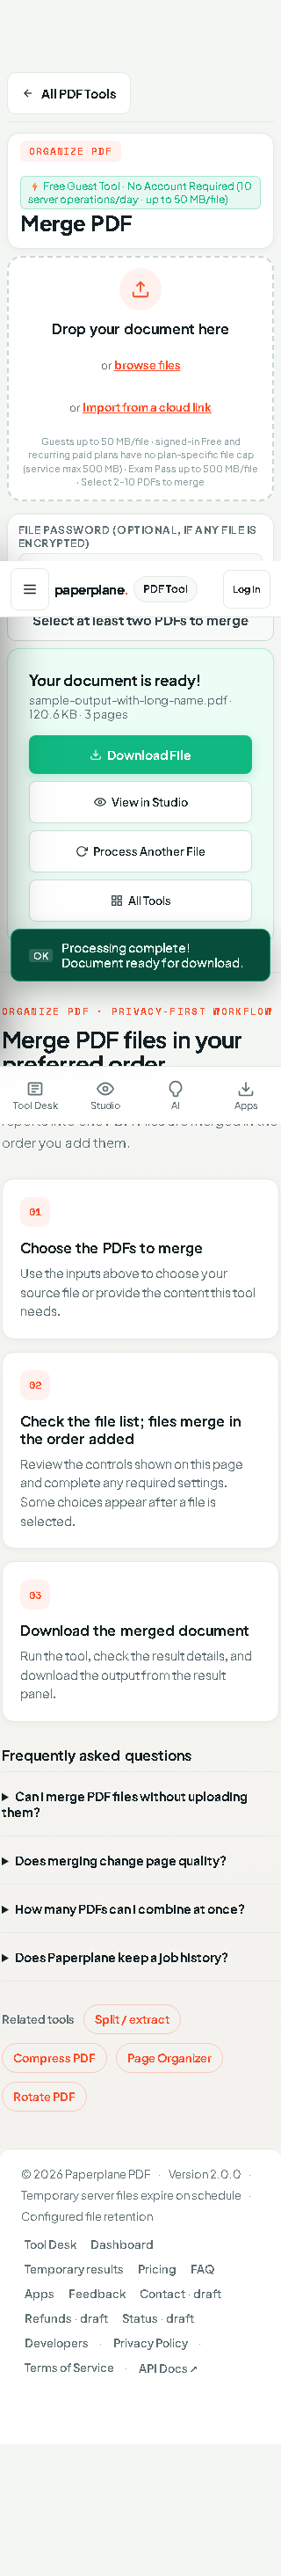 ← All PDF Tools
ORGANIZE PDF
Free Guest Tool · No Account Required (10
server operations/day · up to 50 MB/file)
Merge PDF
Drop your document here
or browse files
or Import from a cloud link
Guests up to 50 MB/file · signed-in Free and
recurring paid plans have no plan-specific file cap
(service max 500 MB) · Exam Pass up to 500 MB/file
· Select 2-10 PDFs to merge
FILE PASSWORD (OPTIONAL, IF ANY FILE IS
ENCRYPTED)
paperplane. PDF Tool Log In
Select at least two PDFs to merge
Your document is ready!
sample-output-with-long-name.pdf ·
120.6 KB · 3 pages
Download File
View in Studio
Process Another File
All Tools
OK Processing complete!
Document ready for download.
ORGANIZE PDF · PRIVACY-FIRST WORKFLOW
Merge PDF files in your
preferred order
Tool Desk Studio AI Apps
order you add them.
01
Choose the PDFs to merge
Use the inputs above to choose your
source file or provide the content this tool
needs.
02
Check the file list; files merge in
the order added
Review the controls shown on this page
and complete any required settings.
Some choices appear after a file is
selected.
03
Download the merged document
Run the tool, check the result details, and
download the output from the result
panel.
Frequently asked questions
▶ Can I merge PDF files without uploading
them?
▶ Does merging change page quality?
▶ How many PDFs can I combine at once?
▶ Does Paperplane keep a job history?
Related tools Split / extract
Compress PDF Page Organizer
Rotate PDF
© 2026 Paperplane PDF · Version 2.0.0 ·
Temporary server files expire on schedule ·
Configured file retention
Tool Desk Dashboard
Temporary results Pricing FAQ
Apps Feedback Contact · draft
Refunds · draft Status · draft
Developers · Privacy Policy ·
Terms of Service · API Docs ↗